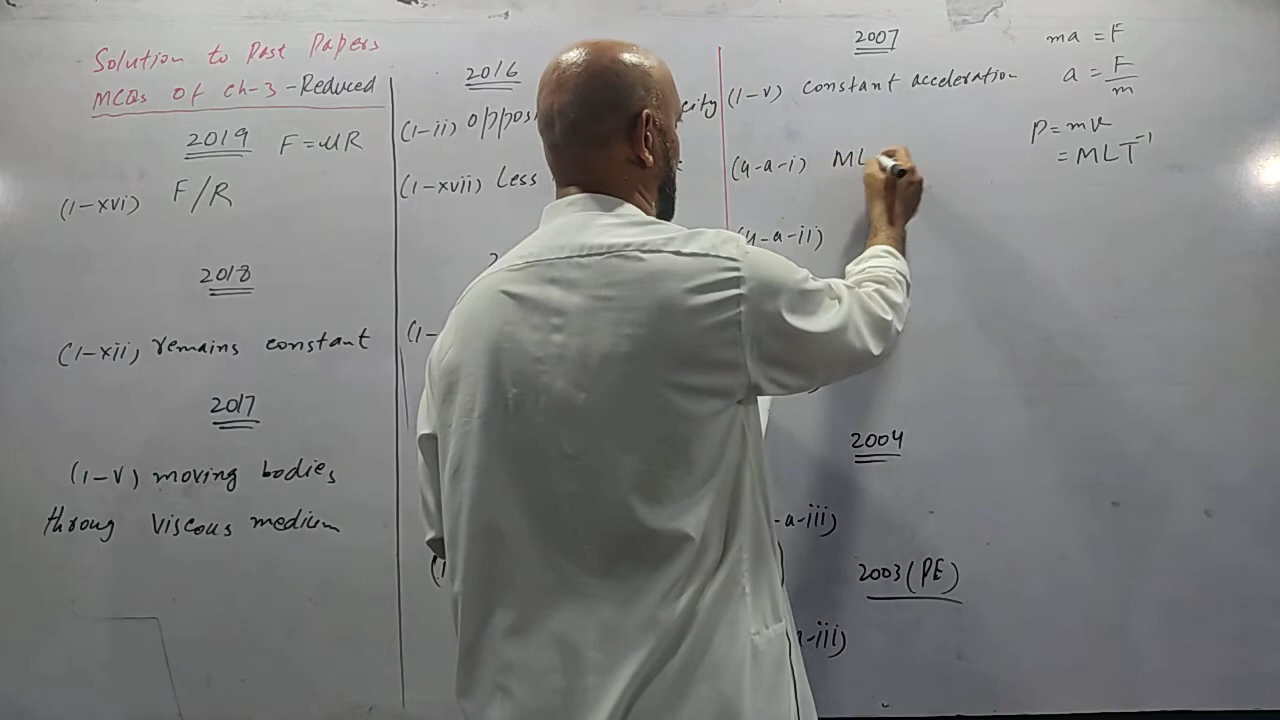 Solution to Past Papers
MCQs Of Ch-3-Reduced
2019 F=μR
(1-xvi) F/R
2018
(1-xii) remains constant
2017
(1-v) moving bodies
throug viscous medium
2016
(1-ii)
(1-xvii) Less
2007
(1-v) constant acceleration
(4-a-i) ML
(4-a-ii)
2004
-a-iii)
2003 (PE)
-iii)
ma = F
a = F/m
P = mv
= MLT⁻¹